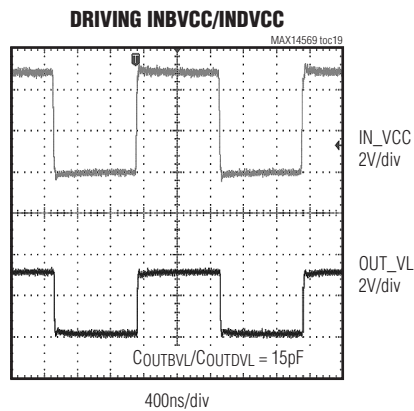 DRIVING INBVCC/INDVCC
MAX14569 toc19
T
IN_VCC
2V/div
OUT_VL
2V/div
COUTBVL/COUTDVL = 15pF
400ns/div